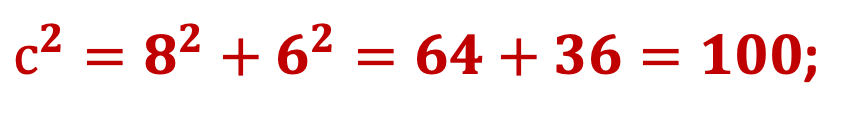 c² = 8² + 6² = 64 + 36 = 100;